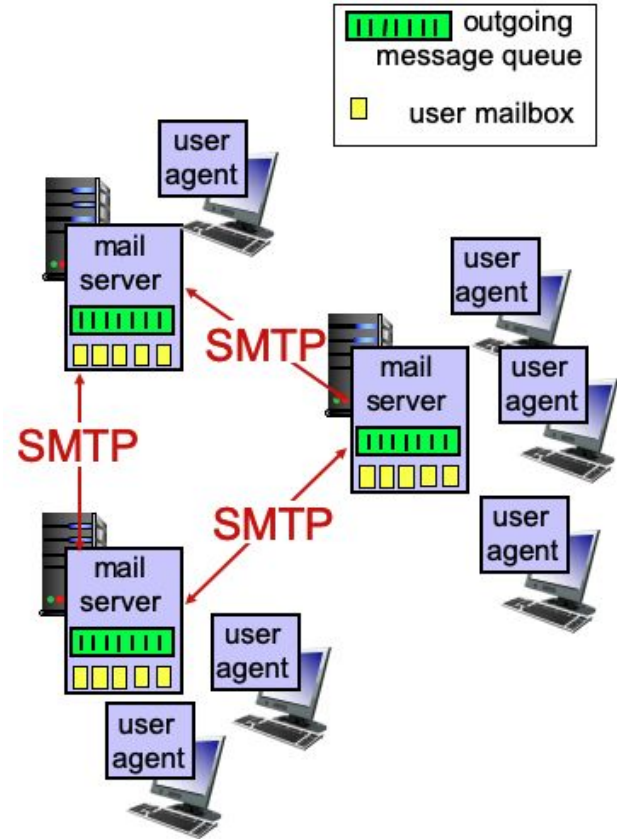 outgoing
message queue
user mailbox
user
agent
mail
server
SMTP
user
agent
mail
server
user
agent
SMTP
SMTP
user
agent
mail
server
user
agent
user
agent